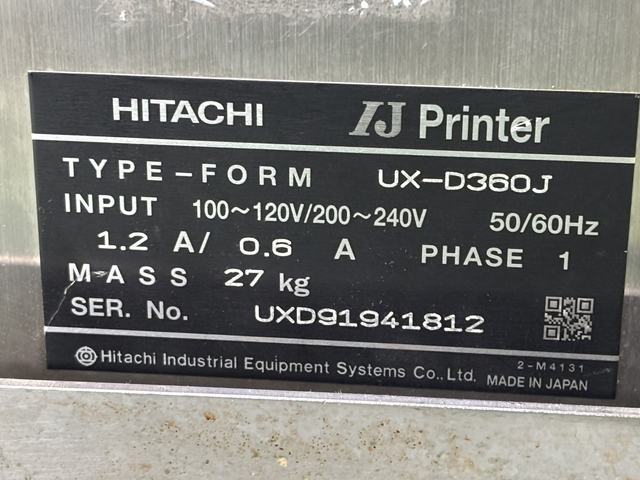 HITACHI IJ Printer
TYPE-FORM UX-D360J
INPUT 100~120V/200~240V 50/60Hz
1.2 A/ 0.6 A PHASE 1
MASS 27 kg
SER. No. UXD91941812
2-M4131
Hitachi Industrial Equipment Systems Co., Ltd. MADE IN JAPAN